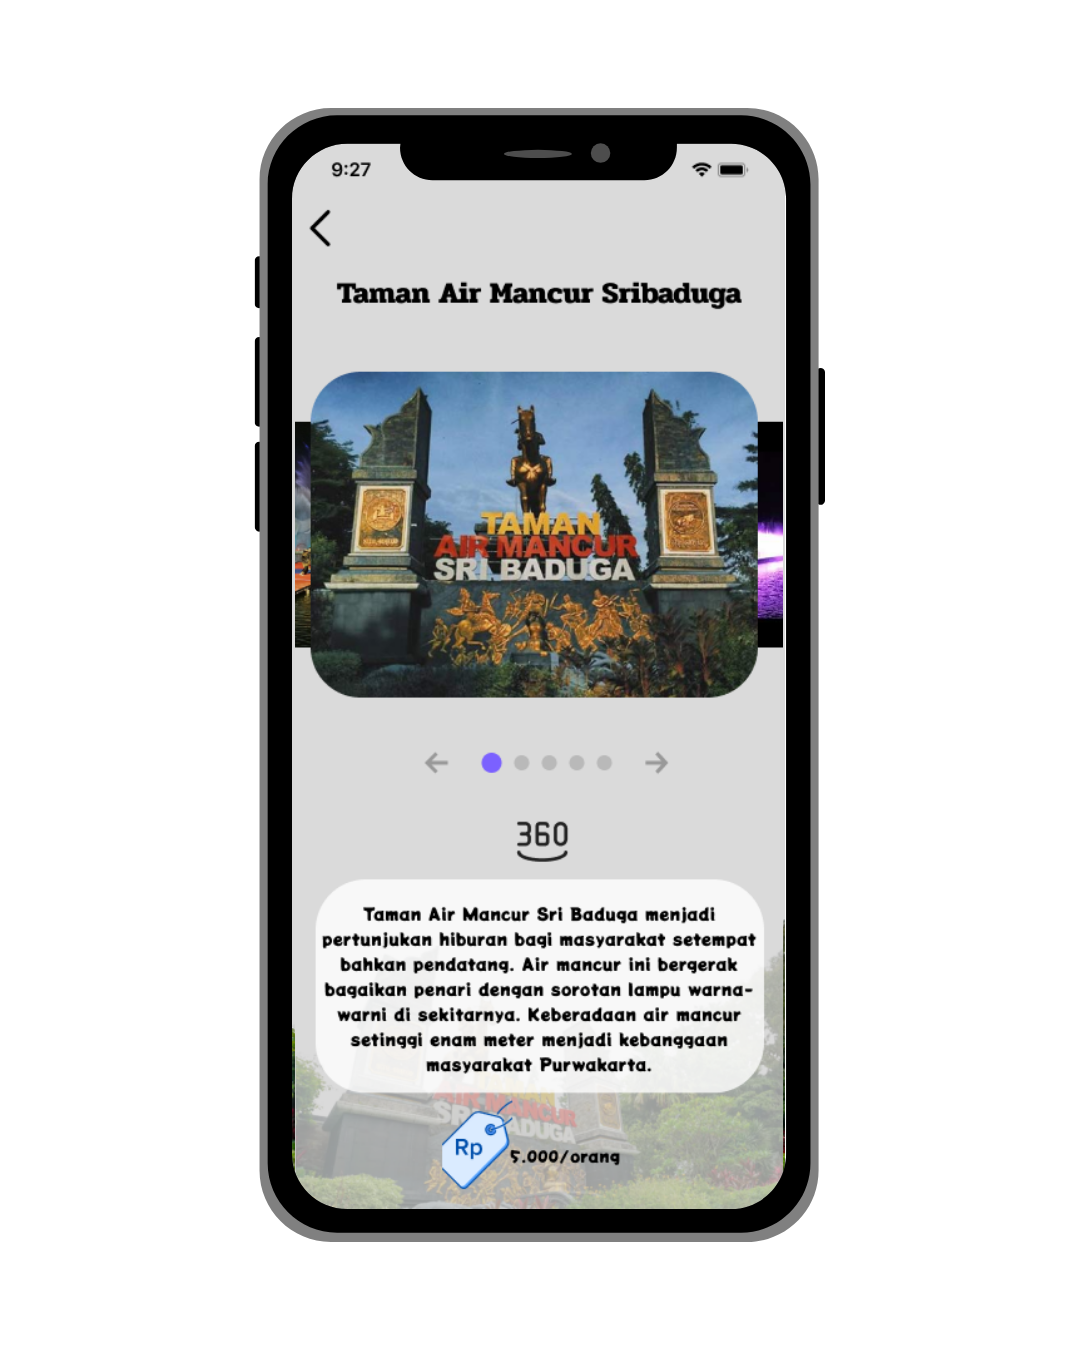 9:27
Taman Air Mancur Sribaduga
TAMAN
AIR MANCUR
SRI BADUGA
360
Taman Air Mancur Sri Baduga menjadi
pertunjukan hiburan bagi masyarakat setempat
bahkan pendatang. Air mancur ini bergerak
bagaikan penari dengan sorotan lampu warna-
warni di sekitarnya. Keberadaan air mancur
setinggi enam meter menjadi kebanggaan
masyarakat Purwakarta.
AIR MANCUR
Rp
5.000/orang